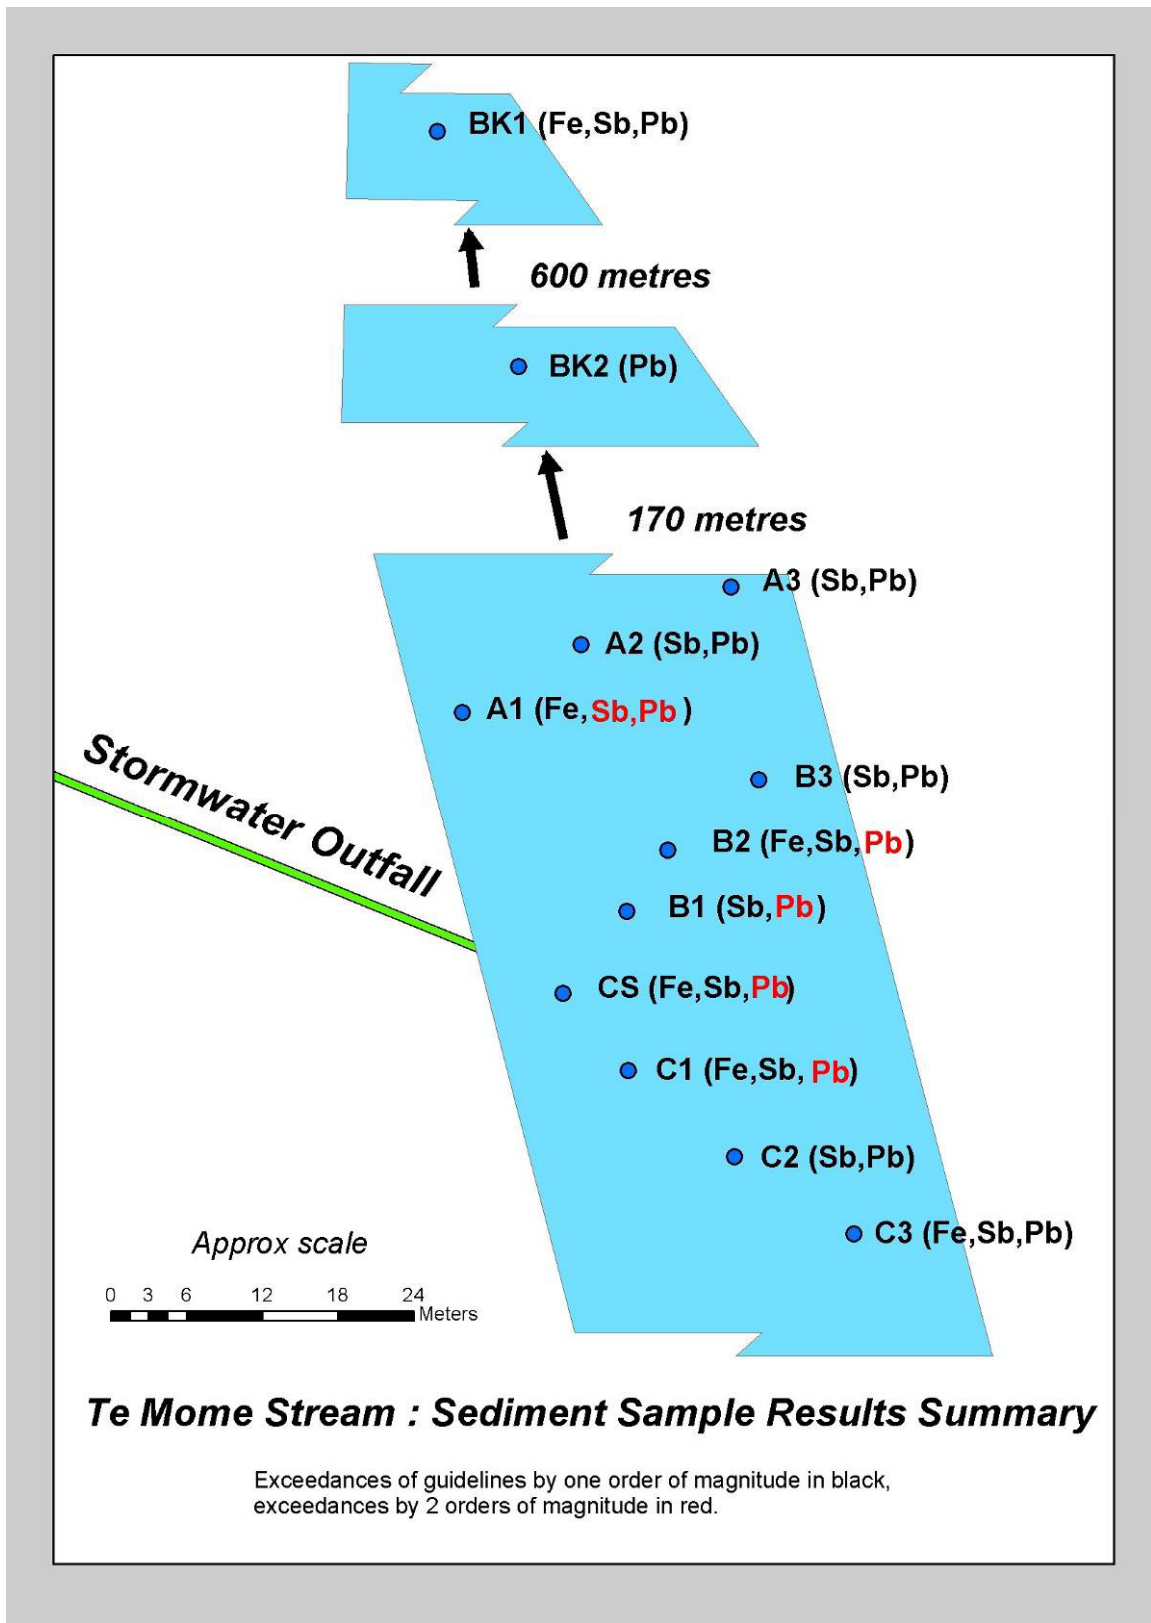 BK1 (Fe,Sb,Pb)
600 metres
BK2 (Pb)
170 metres
A3 (Sb,Pb)
A2 (Sb,Pb)
A1 (Fe,Sb,Pb )
B3 (Sb,Pb)
Stormwater Outfall
B2 (Fe,Sb,Pb)
B1 (Sb,Pb )
CS (Fe,Sb,Pb)
C1 (Fe,Sb, Pb)
C2 (Sb,Pb)
C3 (Fe,Sb,Pb)
Approx scale
0 3 6 12 18 24
Meters
Te Mome Stream : Sediment Sample Results Summary
Exceedances of guidelines by one order of magnitude in black,
exceedances by 2 orders of magnitude in red.